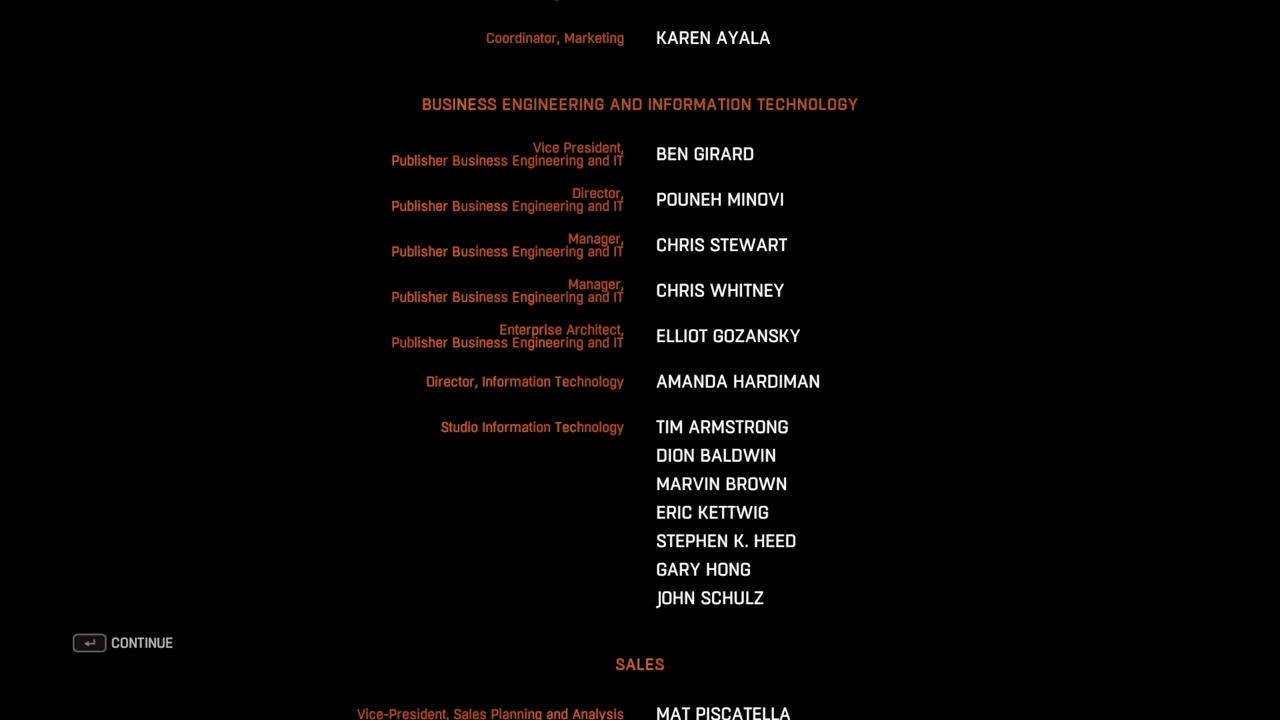 Coordinator, Marketing KAREN AYALA
BUSINESS ENGINEERING AND INFORMATION TECHNOLOGY
Vice President,
Publisher Business Engineering and IT BEN GIRARD
Director,
Publisher Business Engineering and IT POUNEH MINOVI
Manager,
Publisher Business Engineering and IT CHRIS STEWART
Manager,
Publisher Business Engineering and IT CHRIS WHITNEY
Enterprise Architect,
Publisher Business Engineering and IT ELLIOT GOZANSKY
Director, Information Technology AMANDA HARDIMAN
Studio Information Technology TIM ARMSTRONG
DION BALDWIN
MARVIN BROWN
ERIC KETTWIG
STEPHEN K. HEED
GARY HONG
JOHN SCHULZ
CONTINUE
SALES
Vice-President, Sales Planning and Analysis MAT PISCATELLA